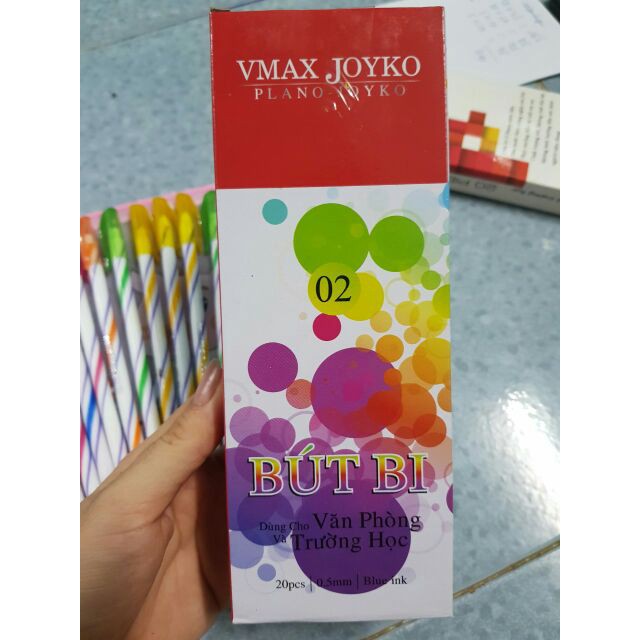 VMAX JOYKO
PLANO-JOYKO
02
BÚT BI
Dùng Cho Văn Phòng
Và Trường Học
20pcs | 0.5mm | Blue ink